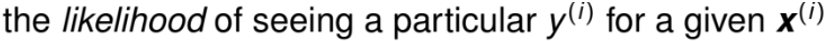 the likelihood of seeing a particular y⁽ⁱ⁾ for a given x⁽ⁱ⁾